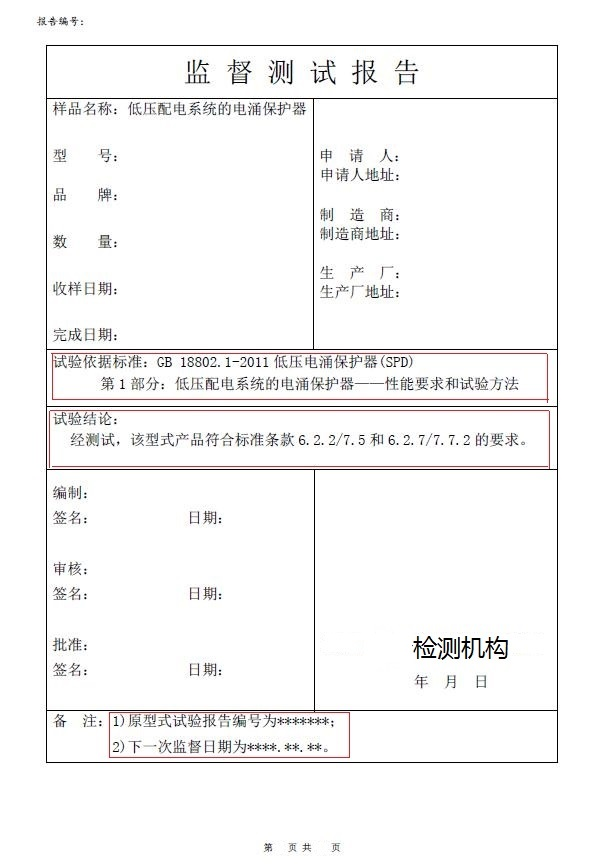 报告编号：
监 督 测 试 报 告
样品名称：低压配电系统的电涌保护器
型　　号：
品　　牌：
数　　量：
收样日期：
完成日期：
申　请　人：
申请人地址：
制　造　商：
制造商地址：
生　产　厂：
生产厂地址：
试验依据标准：GB 18802.1-2011 低压电涌保护器(SPD)
第 1 部分：低压配电系统的电涌保护器——性能要求和试验方法
试验结论：
经测试，该型式产品符合标准条款 6.2.2/7.5 和 6.2.7/7.7.2 的要求。
编制：
签名：　　　　　　日期：
审核：
签名：　　　　　　日期：
批准：
签名：　　　　　　日期：
检测机构
年　月　日
备　注：1)原型式试验报告编号为*******；
2)下一次监督日期为****.**.**。
第　页 共　页